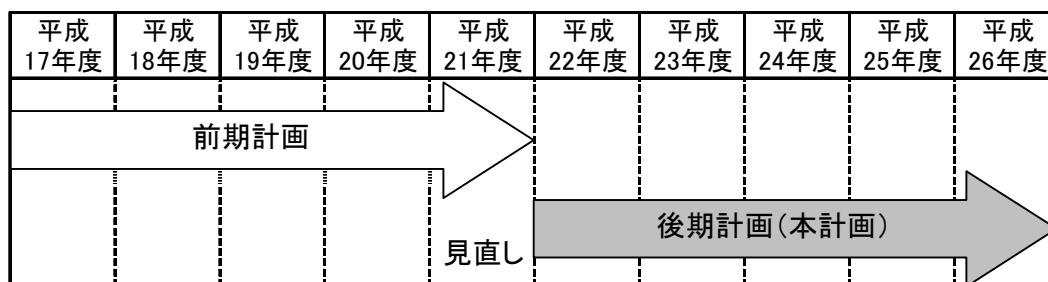 平成 平成 平成 平成 平成 平成 平成 平成 平成 平成
17年度 18年度 19年度 20年度 21年度 22年度 23年度 24年度 25年度 26年度
前期計画
後期計画(本計画)
見直し